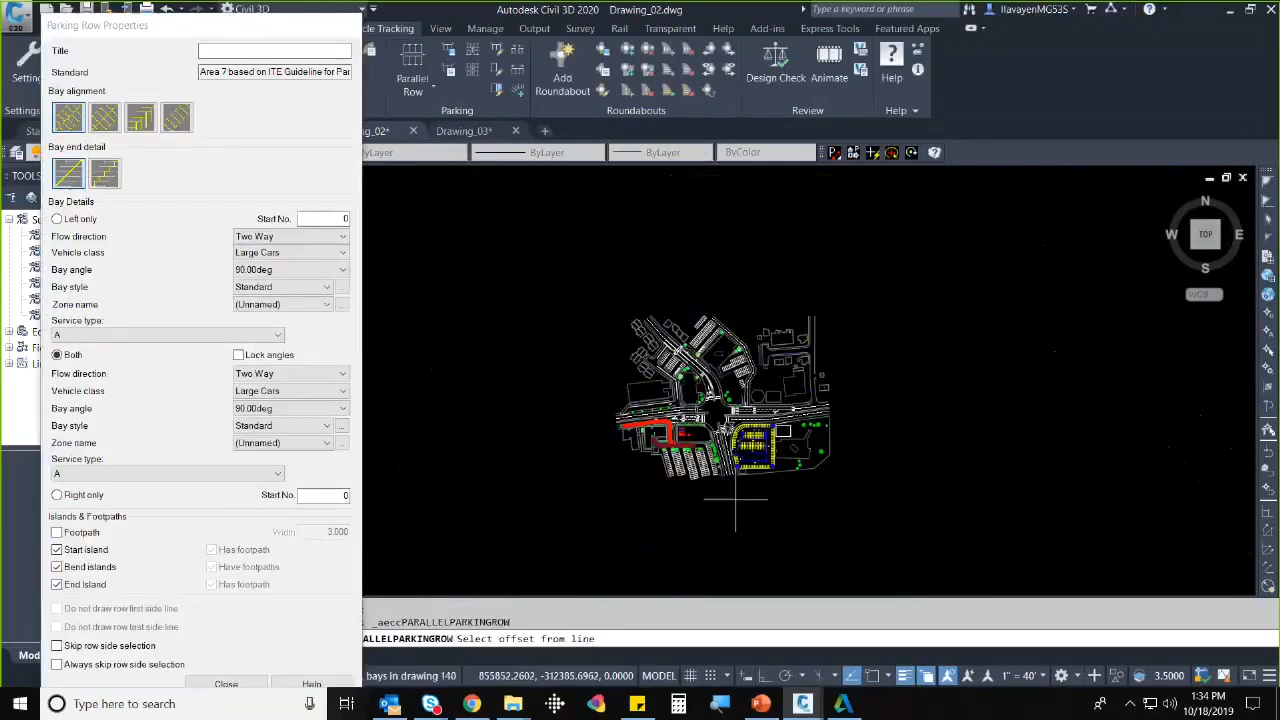 C3D
Civil 3D
Autodesk Civil 3D 2020 Drawing_02.dwg
Type a keyword or phrase
llavayenMG53S
Parking Row Properties
cle Tracking
View
Manage
Output
Survey
Rail
Transparent
Help
Add-ins
Express Tools
Featured Apps
Title
Standard
Area 7 based on ITE Guideline for Par
Bay alignment
Settings
Parallel
Row
Add
Roundabout
Design Check
Animate
Help
Parking
Roundabouts
Review
Help
Sta
ng_02*
Drawing_03*
Bay end detail
ByLayer
ByLayer
ByLayer
ByColor
TOOLS
Bay Details
Left only
Start No.
0
Flow direction
Two Way
Vehicle class
Large Cars
Bay angle
90.00deg
Bay style
Standard
...
Zone name
(Unnamed)
...
Service type:
A
Both
Lock angles
Flow direction
Two Way
Vehicle class
Large Cars
Bay angle
90.00deg
Bay style
Standard
...
Zone name
(Unnamed)
...
Service type:
A
Right only
Start No.
0
Islands & Footpaths
Footpath
Width
3.000
Start island
Has footpath
Bend islands
Have footpaths
End Island
Has footpath
Do not draw row first side line
Do not draw row last side line
Skip row side selection
Always skip row side selection
Close
Help
N
W
TOP
E
S
WCS
_aeccPARALLELPARKINGROW
ALLELPARKINGROW Select offset from line
Mod
bays in drawing 140
855852.2602, -312385.6962, 0.0000
MODEL
1" = 40'
3.5000
Type here to search
1:34 PM
10/18/2019